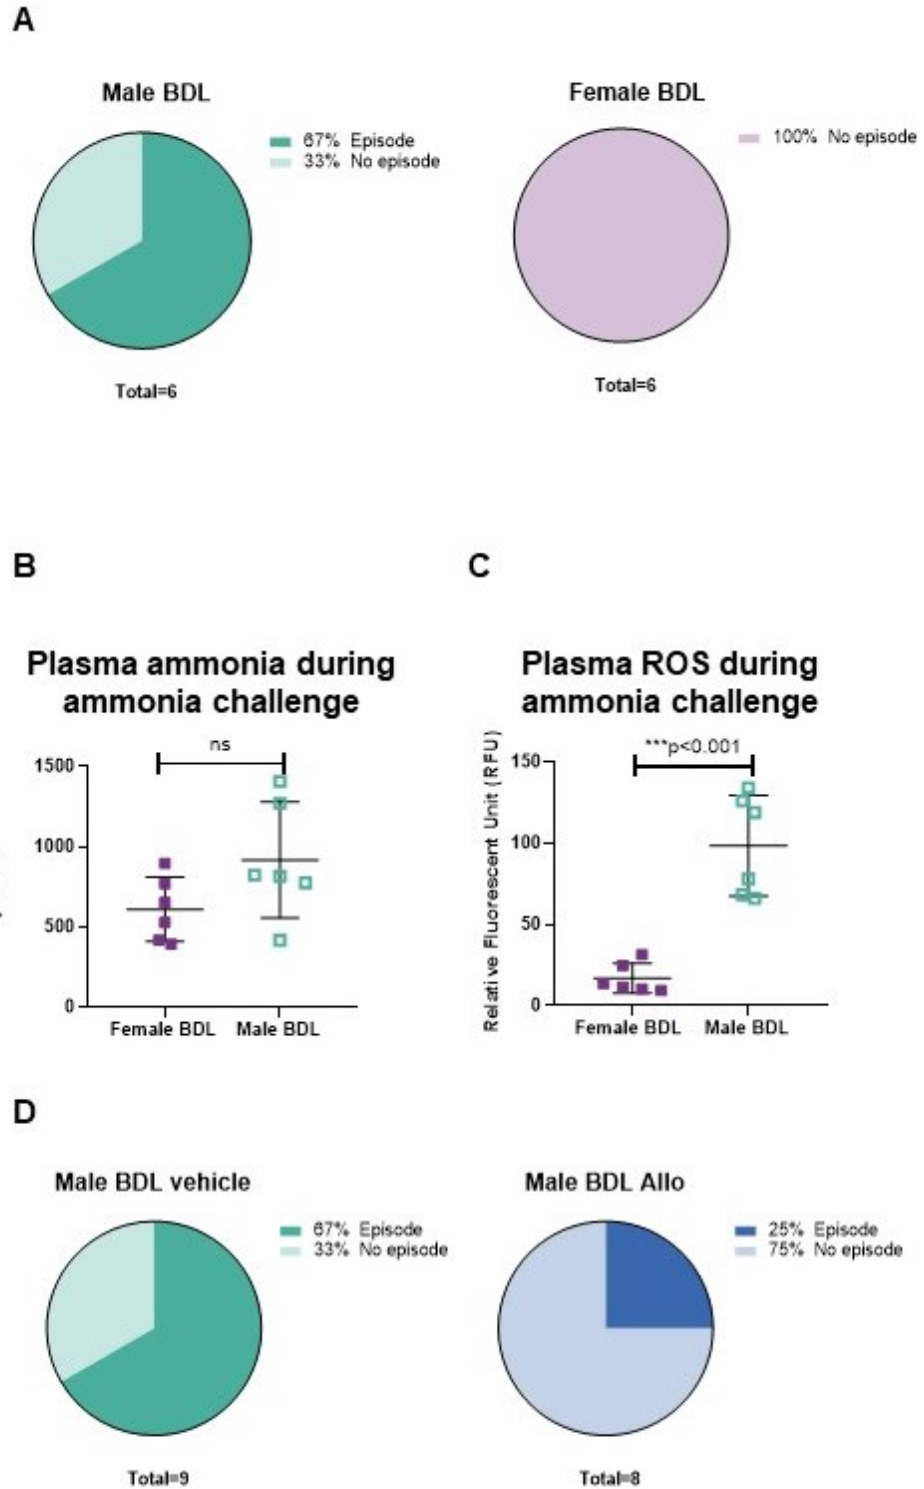 A
Male BDL
67% Episode
33% No episode
Total=6
Female BDL
100% No episode
Total=6
B
Plasma ammonia during
ammonia challenge
ns
1500
1000
500
0
Female BDL Male BDL
C
Plasma ROS during
ammonia challenge
***p<0.001
Relative Fluorescent Unit (RFU)
150
100
50
0
Female BDL Male BDL
D
Male BDL vehicle
67% Episode
33% No episode
Total=9
Male BDL Allo
25% Episode
75% No episode
Total=8